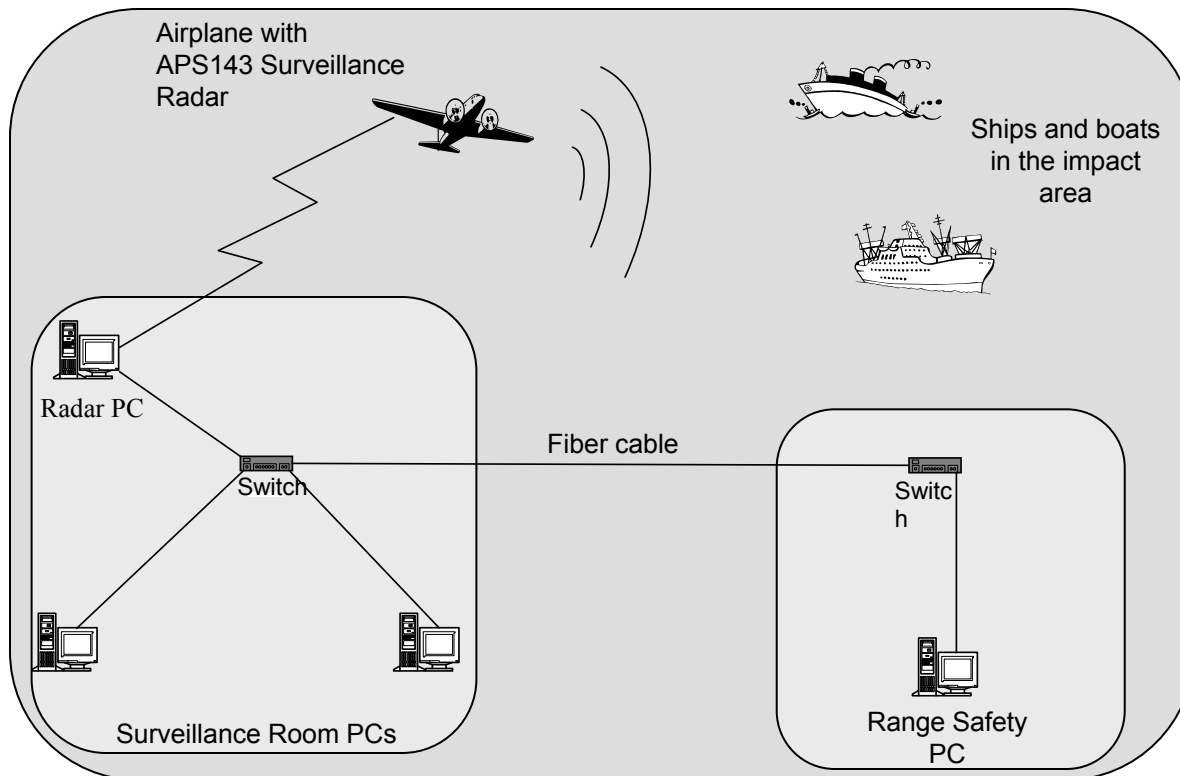 Airplane with
APS143 Surveillance
Radar
Ships and boats
in the impact
area
Radar PC
Fiber cable
Switch
Switc
h
Surveillance Room PCs
Range Safety
PC